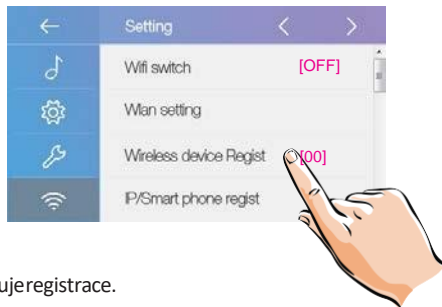 Setting
Wifi switch [OFF]
Wlan setting
Wireless device Regist [00]
IP/Smart phone regist
ujeregistrace.